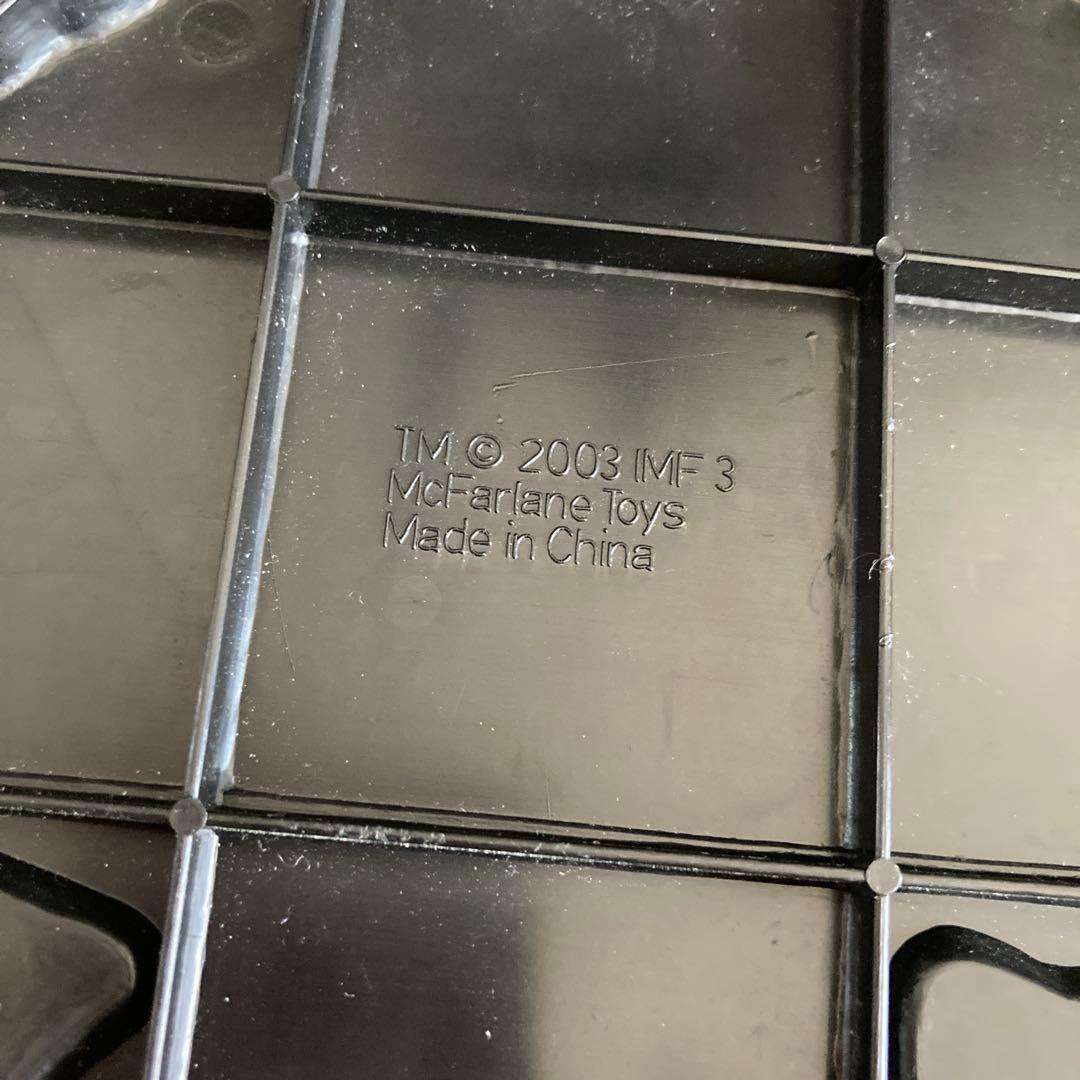 TM © 2003 IMF 3
McFarlane Toys
Made in China